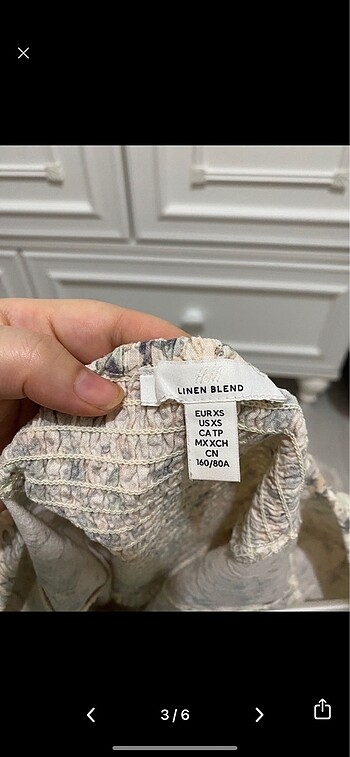 H&M
LINEN BLEND
EUR XS
US XS
CA TP
MX XCH
CN
160/80A
3/6